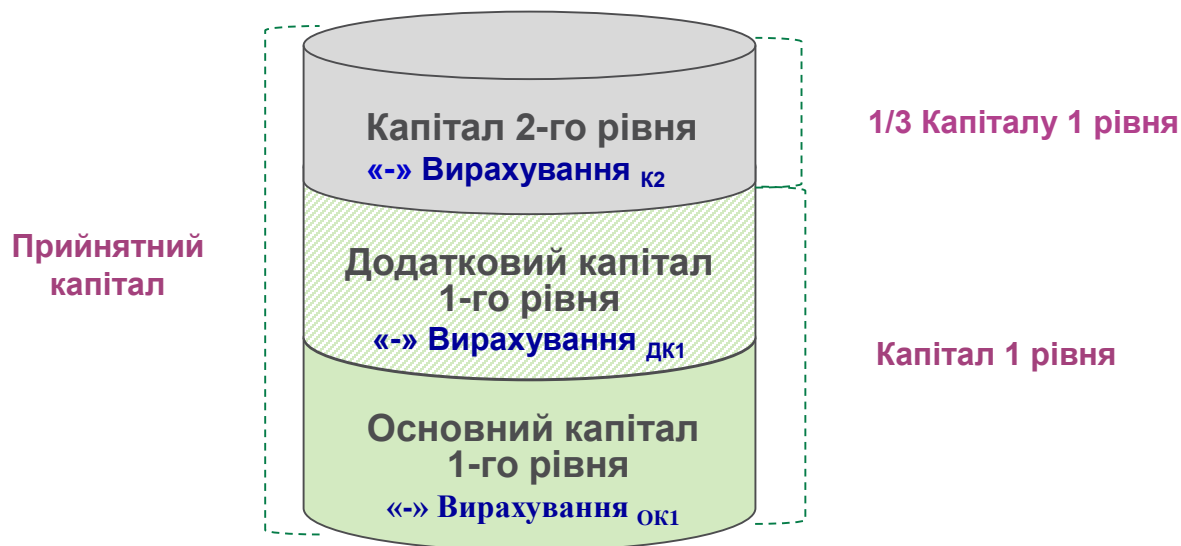 Капітал 2-го рівня
«-» Вирахування К2
1/3 Капіталу 1 рівня
Прийнятний
капітал
Додатковий капітал
1-го рівня
«-» Вирахування ДК1
Капітал 1 рівня
Основний капітал
1-го рівня
«-» Вирахування ОК1